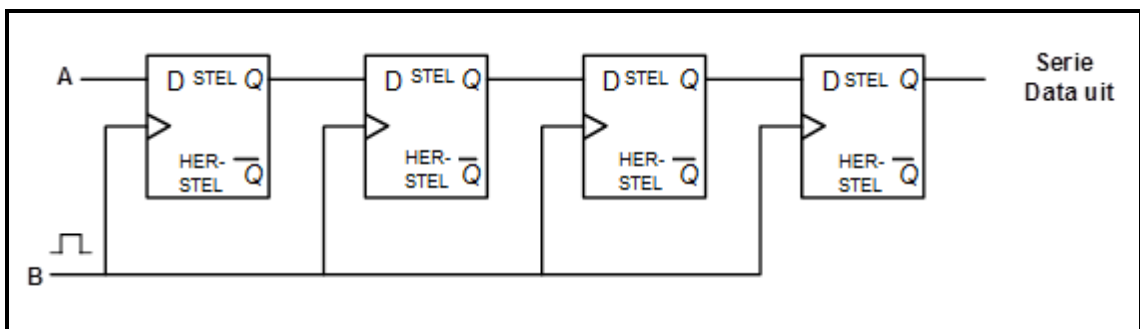 A
D STEL Q
D STEL Q
D STEL Q
D STEL Q
Serie
Data uit
HER-
STEL Q̅
HER-
STEL Q̅
HER-
STEL Q̅
HER-
STEL Q̅
B